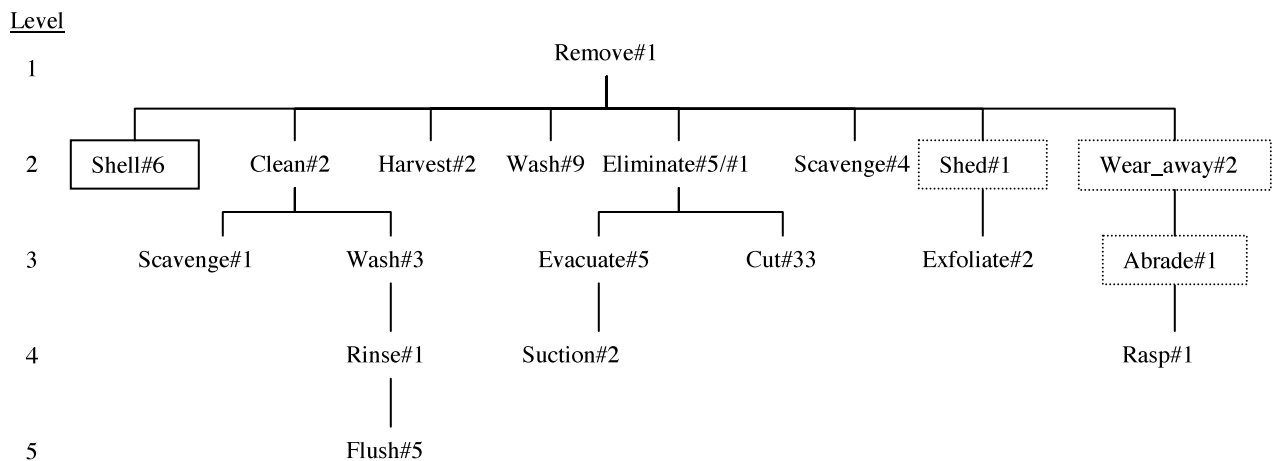 Level
1 Remove#1
2 Shell#6 Clean#2 Harvest#2 Wash#9 Eliminate#5/#1 Scavenge#4 Shed#1 Wear_away#2
3 Scavenge#1 Wash#3 Evacuate#5 Cut#33 Exfoliate#2 Abrade#1
4 Rinse#1 Suction#2 Rasp#1
5 Flush#5